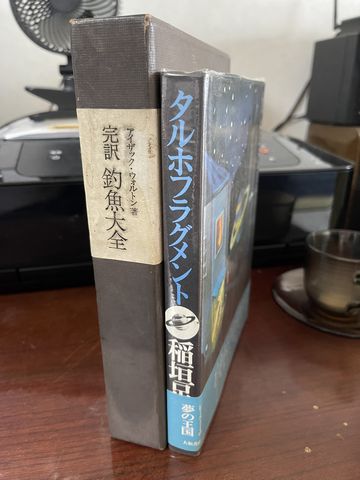 アイザック・ウォルトン著
完訳 釣魚大全
タルホフラグメント
稲垣足
夢の王国